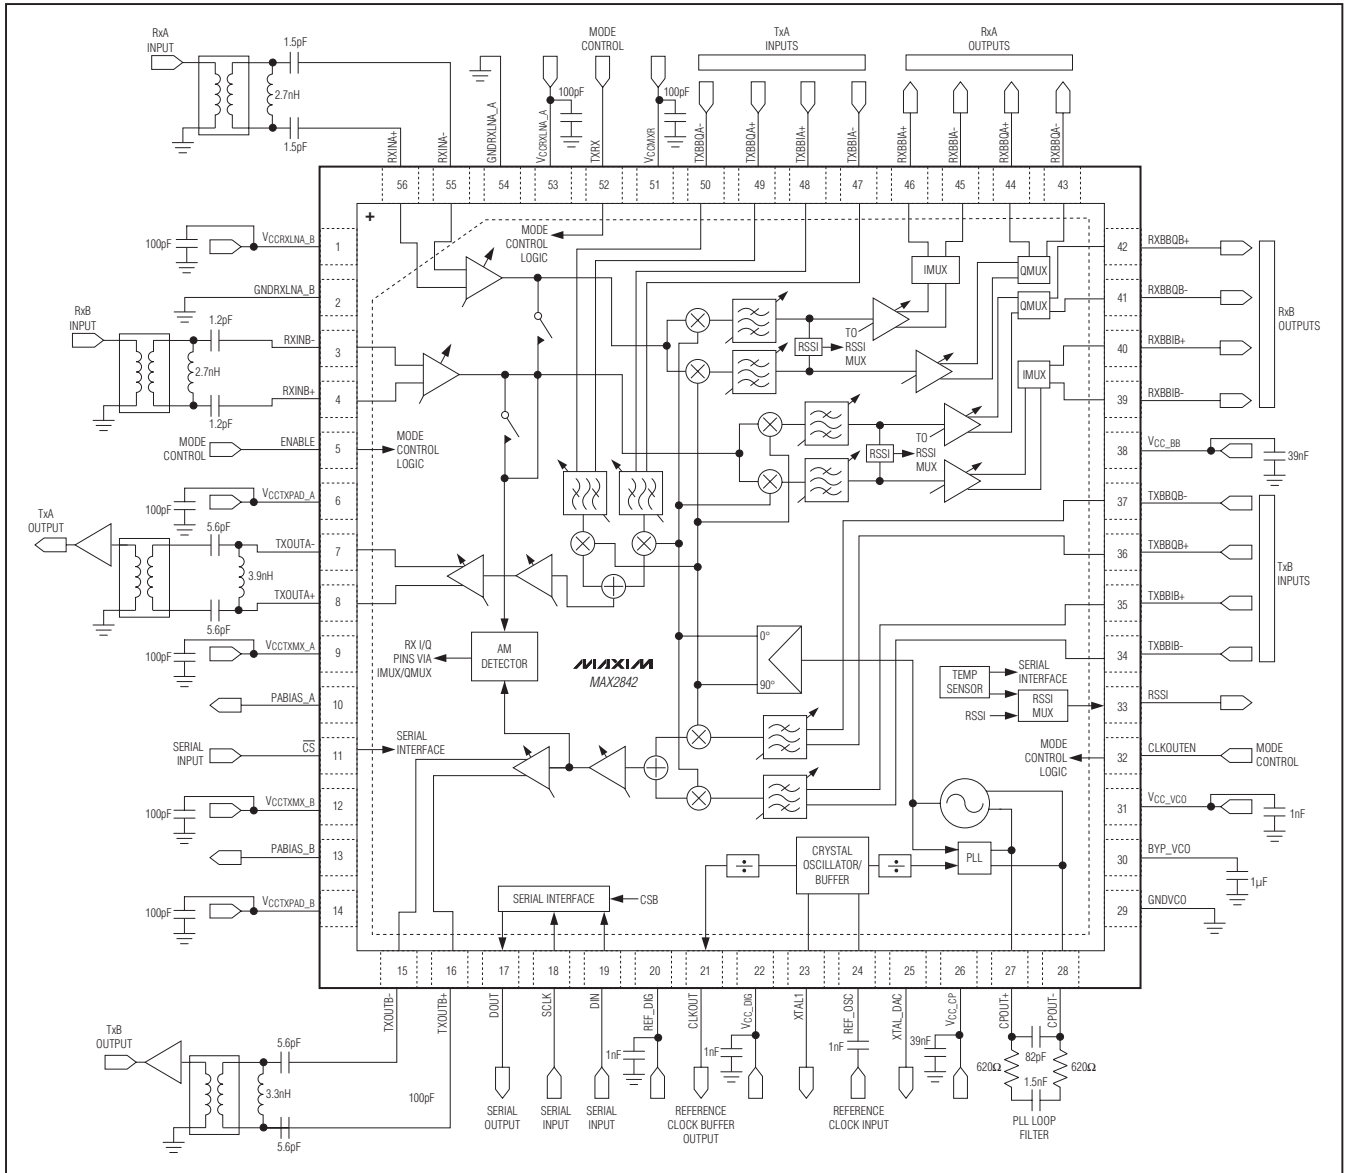 RxA
INPUT
1.5pF
2.7nH
1.5pF
MODE
CONTROL
100pF
100pF
TxA
INPUTS
RxA
OUTPUTS
RXINA+
RXINA-
GNDRXLNA_A
VCCRXLNA_A
TXRX
VCCMXR
TXBBQA-
TXBBQA+
TXBBIA+
TXBBIA-
RXBBIA+
RXBBIA-
RXBBQA+
RXBBQA-
56
55
54
53
52
51
50
49
48
47
46
45
44
43
+
MODE
CONTROL
LOGIC
100pF
VCCRXLNA_B
1
GNDRXLNA_B
2
RxB
INPUT
1.2pF
2.7nH
1.2pF
RXINB-
3
RXINB+
4
MODE
CONTROL
ENABLE
5
MODE
CONTROL
LOGIC
100pF
VCCTXPAD_A
6
TxA
OUTPUT
5.6pF
3.9nH
5.6pF
TXOUTA-
7
TXOUTA+
8
100pF
VCCTXMX_A
9
PABIAS_A
10
SERIAL
INPUT
CS
11
SERIAL
INTERFACE
100pF
VCCTXMX_B
12
PABIAS_B
13
100pF
VCCTXPAD_B
14
IMUX
QMUX
QMUX
IMUX
TO
RSSI
MUX
RSSI
TO
RSSI
MUX
RSSI
42
RXBBQB+
41
RXBBQB-
40
RXBBIB+
39
RXBBIB-
RxB
OUTPUTS
38
VCC_BB
39nF
37
TXBBQB-
36
TXBBQB+
35
TXBBIB+
34
TXBBIB-
TxB
INPUTS
33
RSSI
32
CLKOUTEN
MODE
CONTROL
31
VCC_VCO
1nF
30
BYP_VCO
1µF
29
GNDVCO
RX I/Q
PINS VIA
IMUX/QMUX
AM
DETECTOR
MAXIM
MAX2842
0°
90°
TEMP
SENSOR
SERIAL
INTERFACE
RSSI
RSSI
MUX
MODE
CONTROL
LOGIC
÷
CRYSTAL
OSCILLATOR/
BUFFER
÷
PLL
SERIAL INTERFACE
CSB
15
16
17
18
19
20
21
22
23
24
25
26
27
28
TXOUTB-
TXOUTB+
DOUT
SCLK
DIN
REF_DIG
CLKOUT
VCC_DIG
XTAL1
REF_OSC
XTAL_DAC
VCC_CP
CPOUT+
CPOUT-
TxB
OUTPUT
5.6pF
3.3nH
5.6pF
100pF
1nF
1nF
1nF
39nF
82pF
620Ω
620Ω
1.5nF
SERIAL
OUTPUT
SERIAL
INPUT
SERIAL
INPUT
REFERENCE
CLOCK BUFFER
OUTPUT
REFERENCE
CLOCK INPUT
PLL LOOP
FILTER